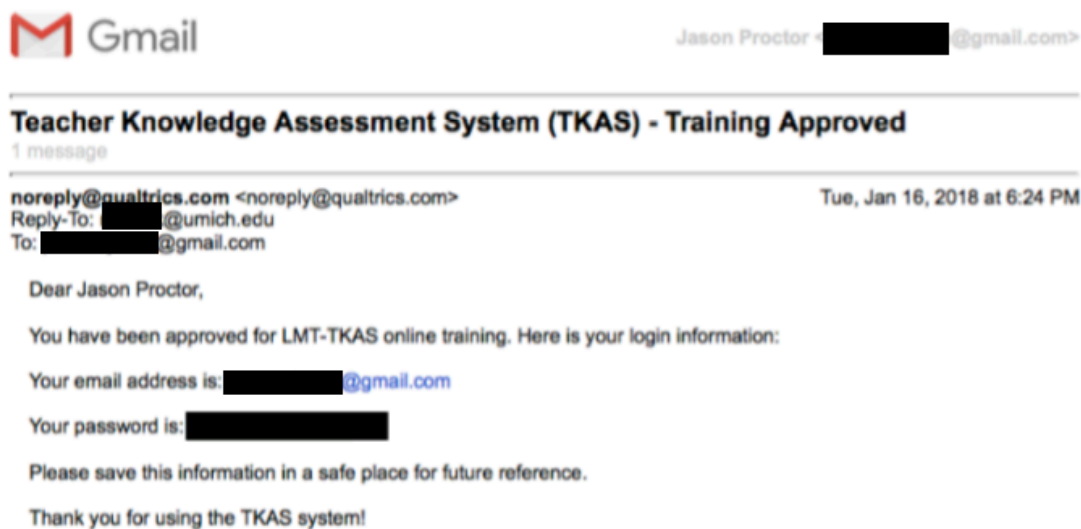 Gmail
Jason Proctor < @gmail.com>
Teacher Knowledge Assessment System (TKAS) - Training Approved
1 message
noreply@qualtrics.com <noreply@qualtrics.com>
Tue, Jan 16, 2018 at 6:24 PM
Reply-To: @umich.edu
To: @gmail.com
Dear Jason Proctor,
You have been approved for LMT-TKAS online training. Here is your login information:
Your email address is: @gmail.com
Your password is:
Please save this information in a safe place for future reference.
Thank you for using the TKAS system!